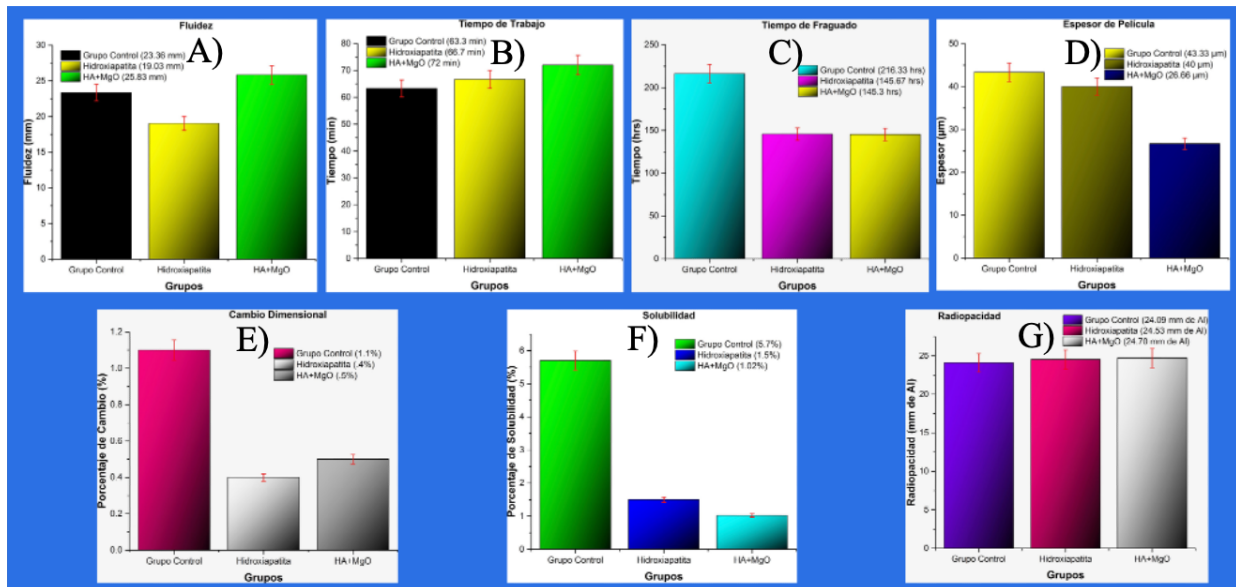 Fluidez
A)
Grupo Control (23.36 mm)
Hidroxiapatita (19.03 mm)
HA+MgO (25.83 mm)
Fluidez (mm)
30
25
20
15
10
5
0
Grupo Control
Hidroxiapatita
HA+MgO
Grupos
Tiempo de Trabajo
B)
Grupo Control (63.3 min)
Hidroxiapatita (66.7 min)
HA+MgO (72 min)
Tiempo (min)
80
70
60
50
40
30
20
10
0
Grupo Control
Hidroxiapatita
HA+MgO
Grupos
Tiempo de Fraguado
C)
Grupo Control (216.33 hrs)
Hidroxiapatita (145.67 hrs)
HA+MgO (145.3 hrs)
Tiempo (hrs)
250
200
150
100
50
0
Grupo Control
Hidroxiapatita
HA+MgO
Grupos
Espesor de Película
D)
Grupo Control (43.33 µm)
Hidroxiapatita (40 µm)
HA+MgO (26.66 µm)
Espesor (µm)
50
40
30
20
10
0
Grupo Control
Hidroxiapatita
HA+MgO
Grupos
Cambio Dimensional
E)
Grupo Control (1.1%)
Hidroxiapatita (.4%)
HA+MgO (.5%)
Porcentaje de Cambio (%)
1.2
1.0
0.8
0.6
0.4
0.2
0.0
Grupo Control
Hidroxiapatita
HA+MgO
Grupos
Solubilidad
F)
Grupo Control (5.7%)
Hidroxiapatita (1.5%)
HA+MgO (1.02%)
Porcentaje de Solubilidad (%)
6
5
4
3
2
1
0
Grupo Control
Hidroxiapatita
HA+MgO
Grupos
Radiopacidad
G)
Grupo Control (24.09 mm de Al)
Hidroxiapatita (24.53 mm de Al)
HA+MgO (24.70 mm de Al)
Radiopacidad (mm de Al)
25
20
15
10
5
0
Grupo Control
Hidroxiapatita
HA+MgO
Grupos